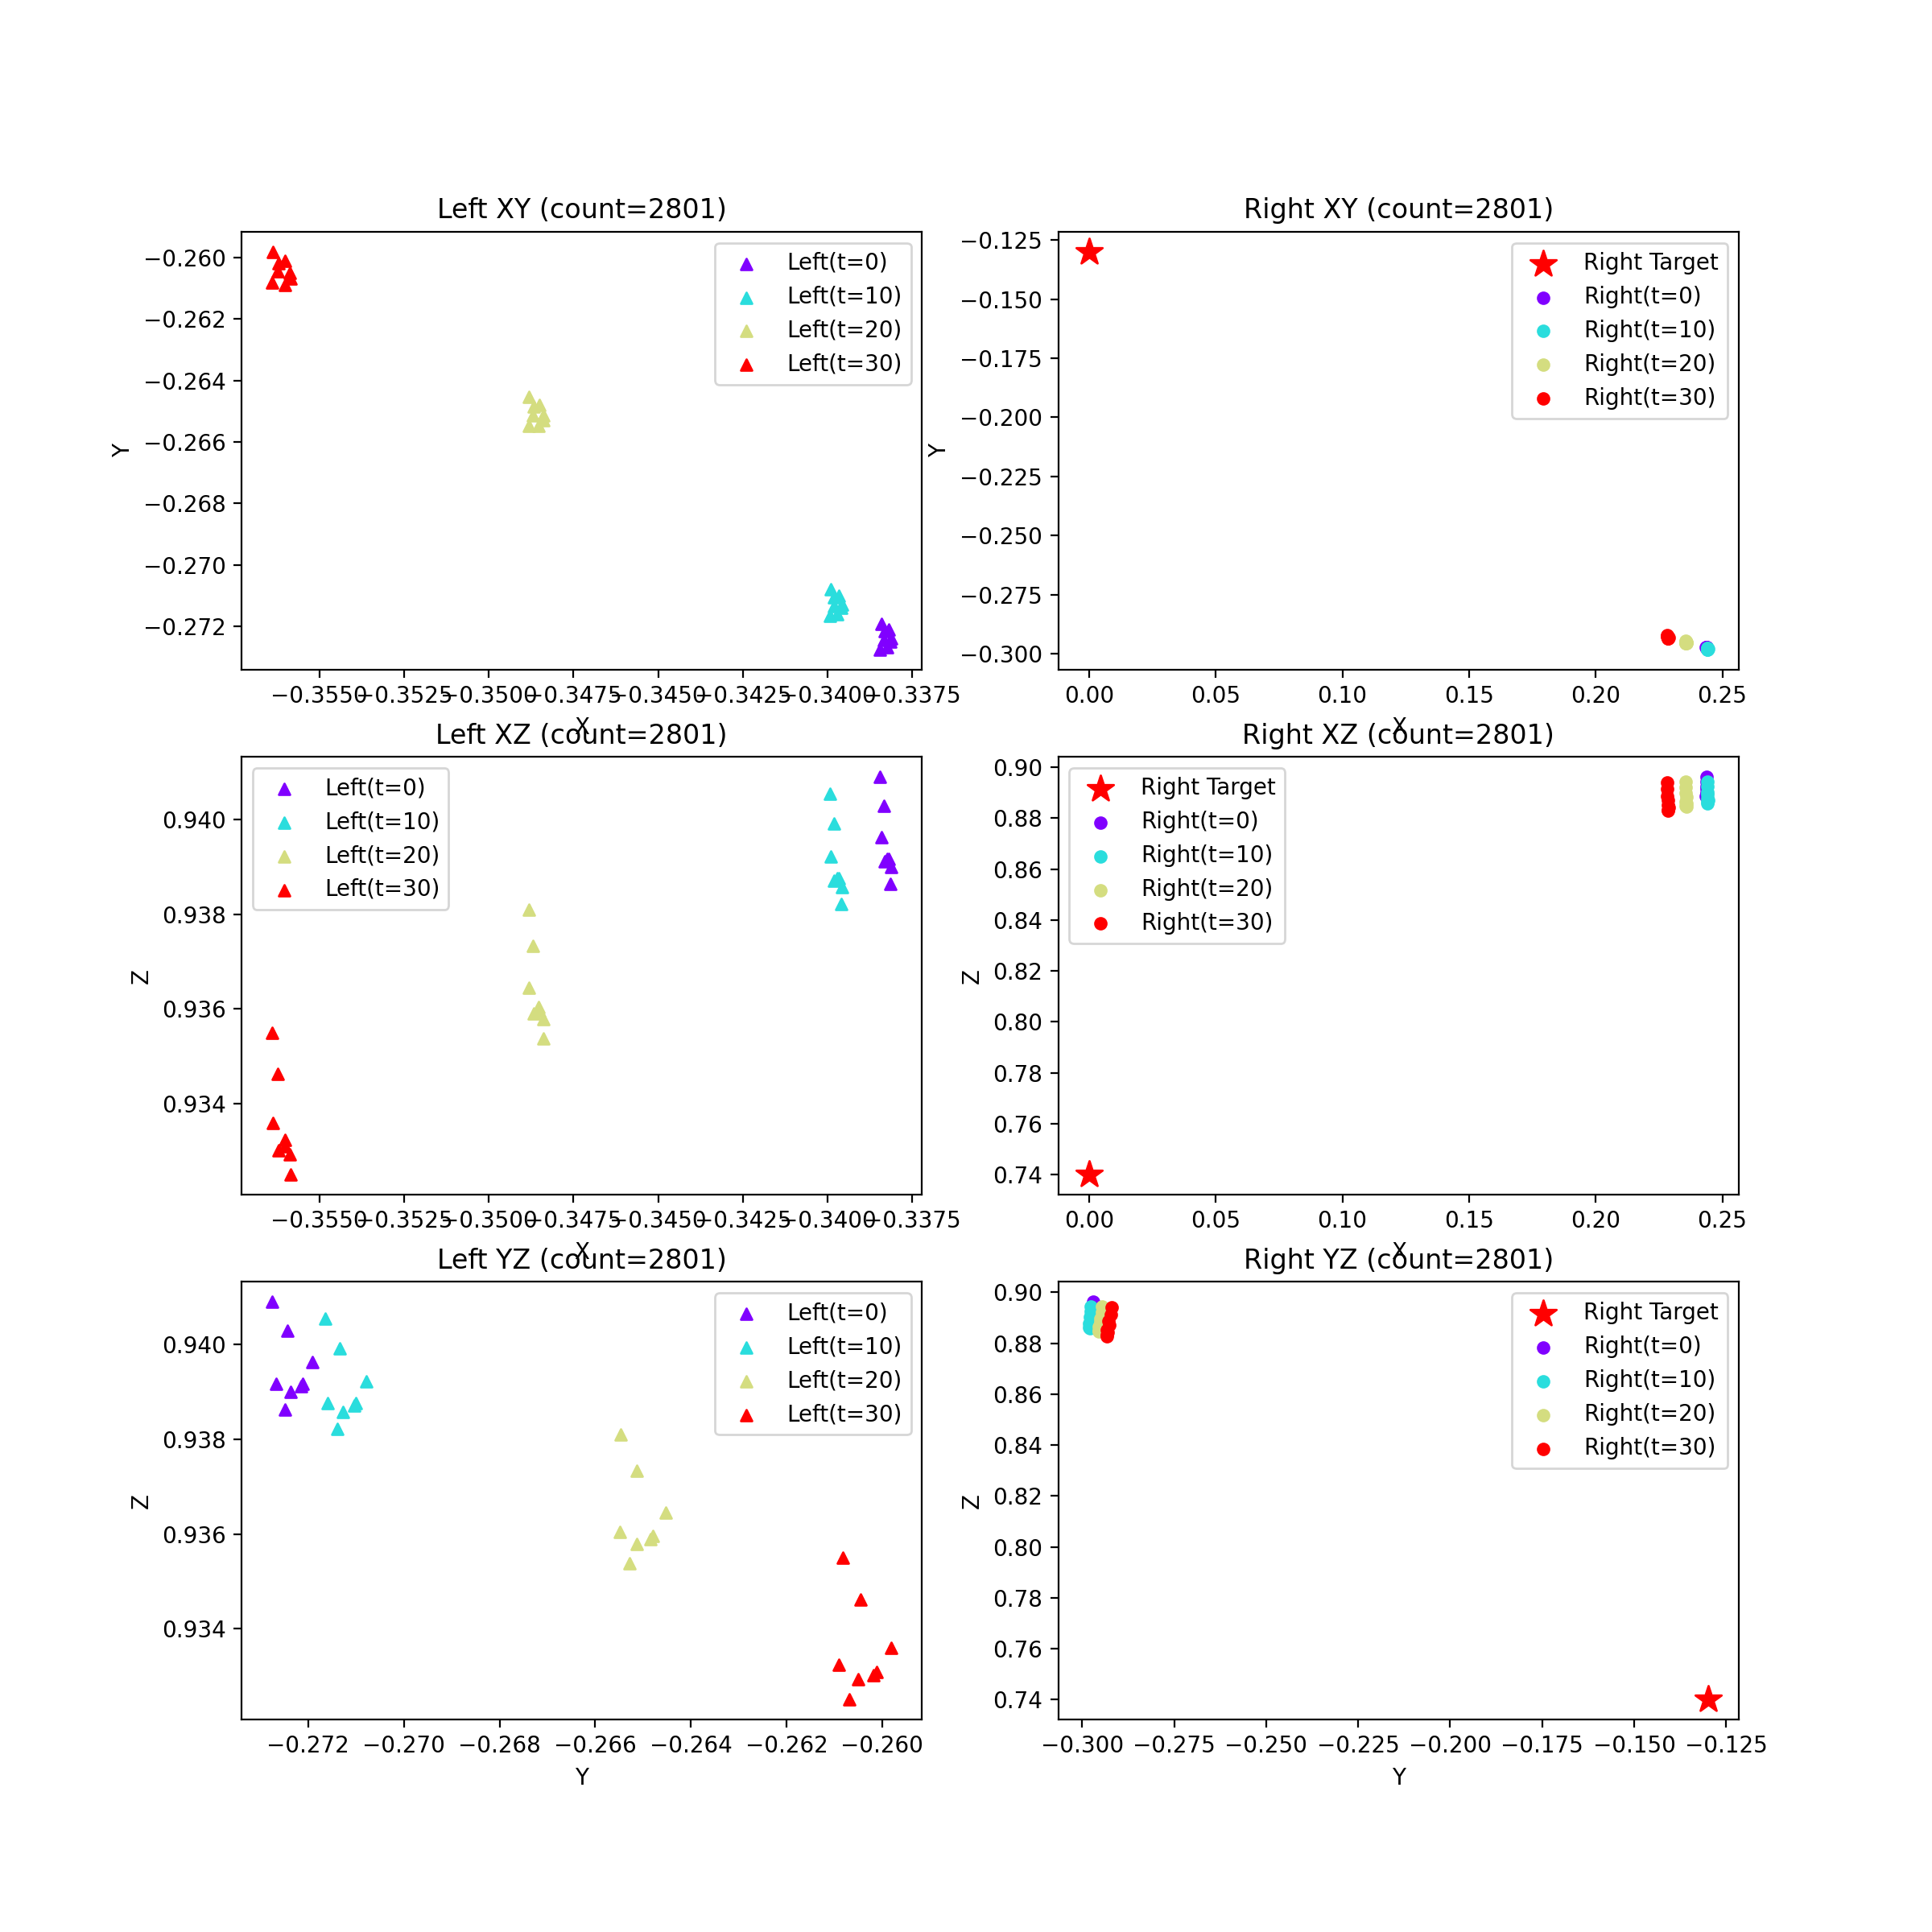 Left XY (count=2801)
Right XY (count=2801)
−0.260
−0.262
−0.264
−0.266
−0.268
−0.270
−0.272
Y
Left(t=0)
Left(t=10)
Left(t=20)
Left(t=30)
−0.3550 −0.3525 −0.3500 −0.3475 −0.3450 −0.3425 −0.3400 −0.3375
X
−0.125
−0.150
−0.175
−0.200
−0.225
−0.250
−0.275
−0.300
Y
Right Target
Right(t=0)
Right(t=10)
Right(t=20)
Right(t=30)
0.00 0.05 0.10 0.15 0.20 0.25
X
Left XZ (count=2801)
Right XZ (count=2801)
0.940
0.938
0.936
0.934
Z
Left(t=0)
Left(t=10)
Left(t=20)
Left(t=30)
−0.3550 −0.3525 −0.3500 −0.3475 −0.3450 −0.3425 −0.3400 −0.3375
X
0.90
0.88
0.86
0.84
0.82
0.80
0.78
0.76
0.74
Z
Right Target
Right(t=0)
Right(t=10)
Right(t=20)
Right(t=30)
0.00 0.05 0.10 0.15 0.20 0.25
X
Left YZ (count=2801)
Right YZ (count=2801)
0.940
0.938
0.936
0.934
Z
Left(t=0)
Left(t=10)
Left(t=20)
Left(t=30)
−0.272 −0.270 −0.268 −0.266 −0.264 −0.262 −0.260
Y
0.90
0.88
0.86
0.84
0.82
0.80
0.78
0.76
0.74
Z
Right Target
Right(t=0)
Right(t=10)
Right(t=20)
Right(t=30)
−0.300 −0.275 −0.250 −0.225 −0.200 −0.175 −0.150 −0.125
Y